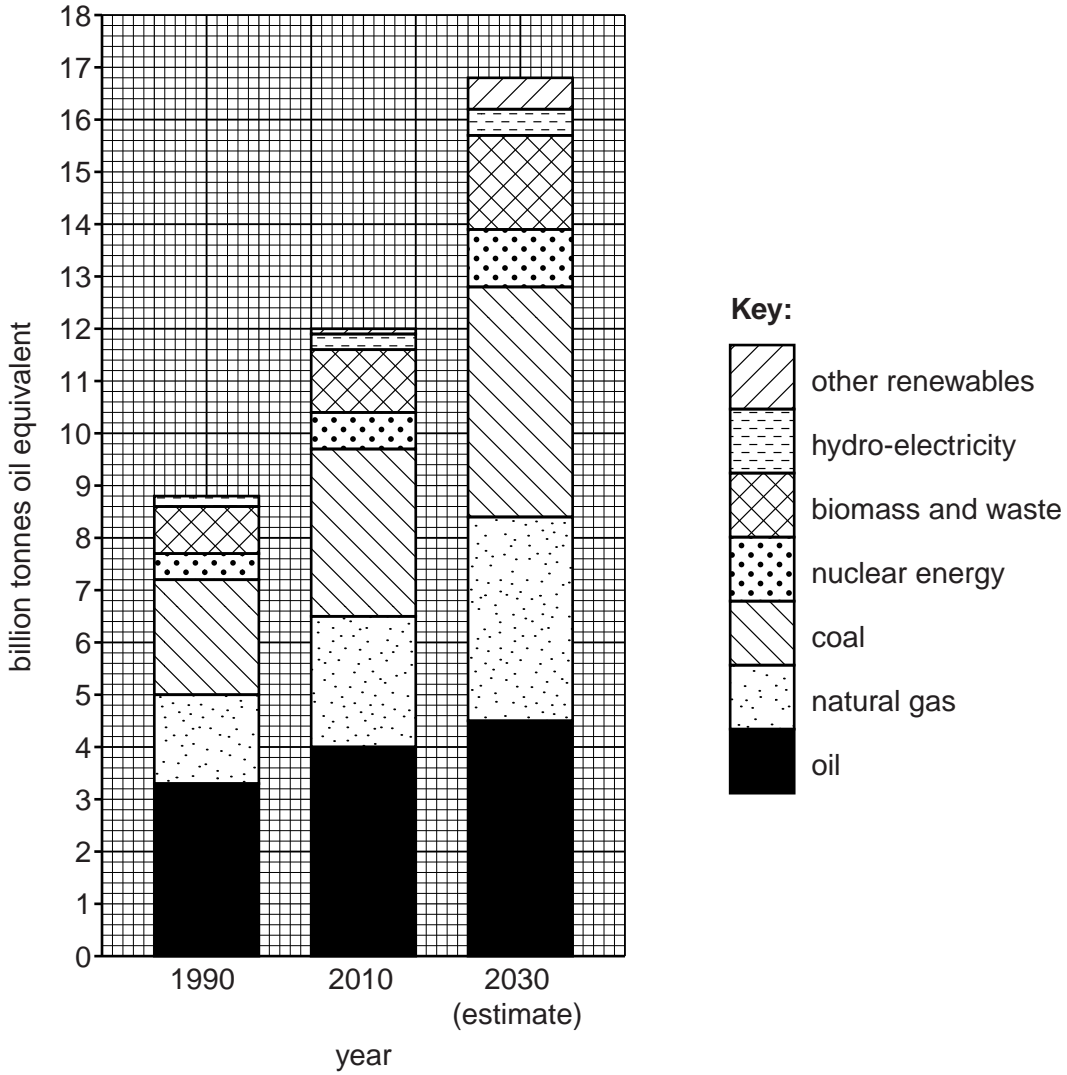 18
17
16
15
14
13
12
11
10
9
8
7
6
5
4
3
2
1
0
billion tonnes oil equivalent
1990
2010
2030
(estimate)
year
Key:
other renewables
hydro-electricity
biomass and waste
nuclear energy
coal
natural gas
oil